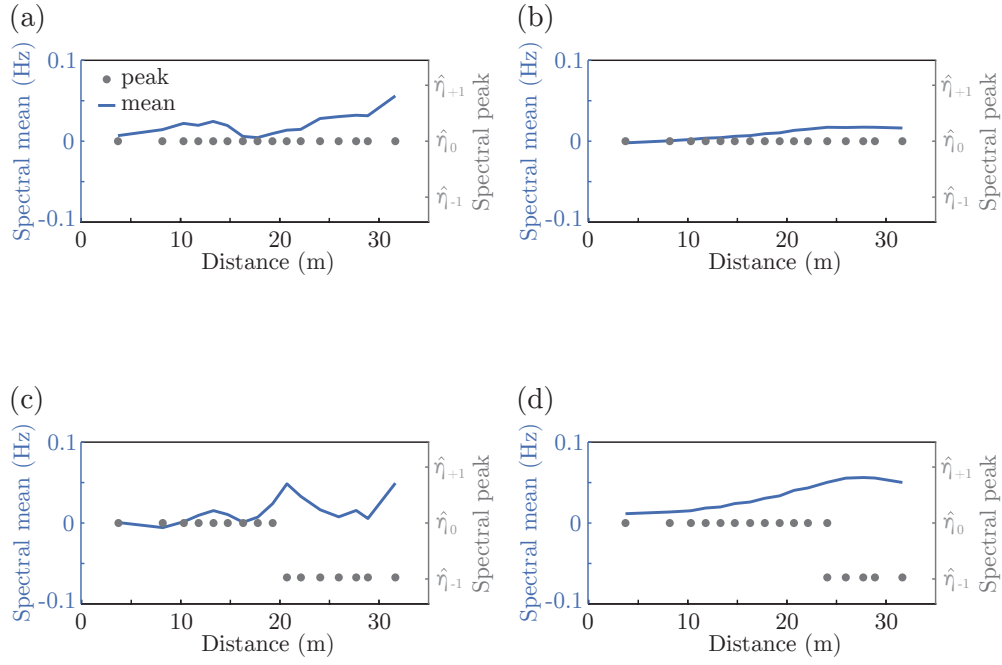 (a)
Spectral mean (Hz)
0.1
0
-0.1
peak
mean
η̂+1
η̂0
η̂-1
Spectral peak
0 10 20 30
Distance (m)
(b)
Spectral mean (Hz)
0.1
0
-0.1
η̂+1
η̂0
η̂-1
Spectral peak
0 10 20 30
Distance (m)
(c)
Spectral mean (Hz)
0.1
0
-0.1
η̂+1
η̂0
η̂-1
Spectral peak
0 10 20 30
Distance (m)
(d)
Spectral mean (Hz)
0.1
0
-0.1
η̂+1
η̂0
η̂-1
Spectral peak
0 10 20 30
Distance (m)